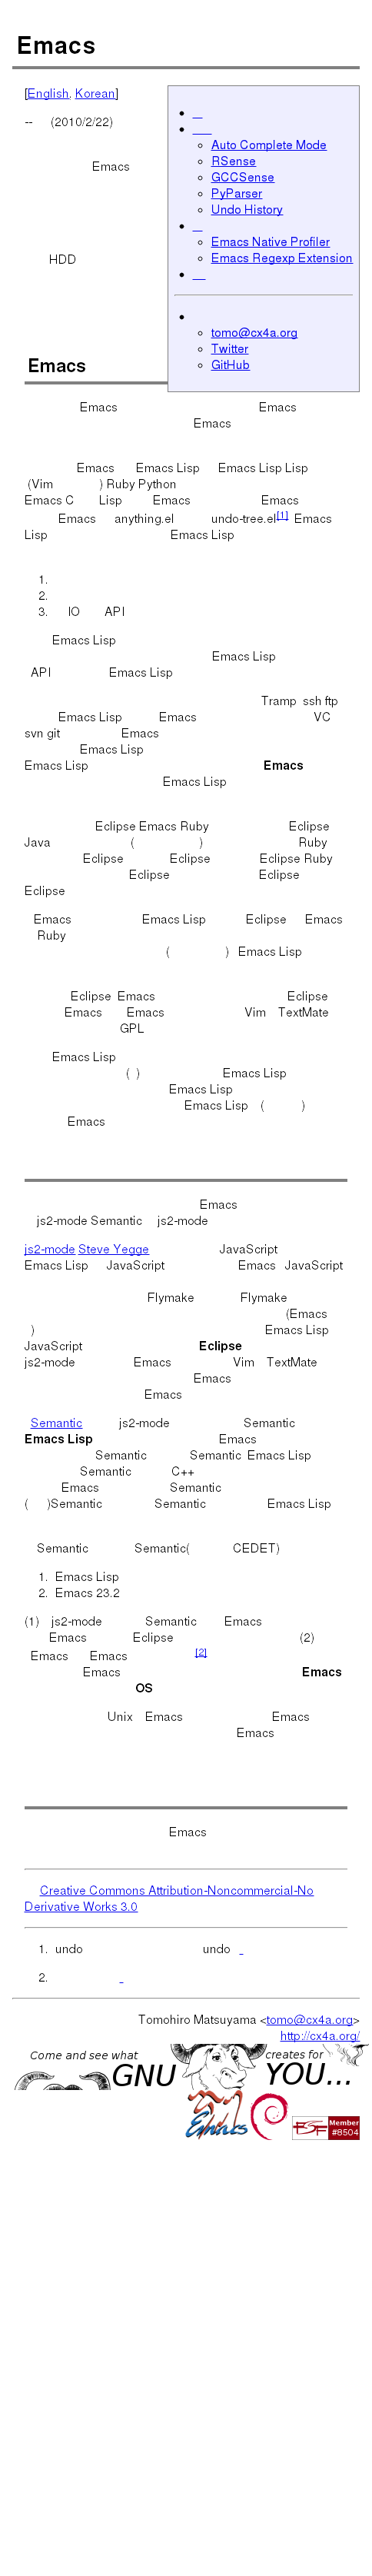 Emacs
[English, Korean]
-- (2010/2/22)
Emacs
HDD
Auto Complete Mode
RSense
GCCSense
PyParser
Undo History
Emacs Native Profiler
Emacs Regexp Extension
tomo@cx4a.org
Twitter
GitHub
Emacs
Emacs Emacs
Emacs
Emacs Emacs Lisp Emacs Lisp Lisp
(Vim ) Ruby Python
Emacs C Lisp Emacs Emacs
Emacs anything.el undo-tree.el[1] Emacs
Lisp Emacs Lisp
1.
2.
3. IO API
Emacs Lisp
Emacs Lisp
API Emacs Lisp
Tramp ssh ftp
Emacs Lisp Emacs VC
svn git Emacs
Emacs Lisp
Emacs Lisp Emacs
Emacs Lisp
Eclipse Emacs Ruby Eclipse
Java ( ) Ruby
Eclipse Eclipse Eclipse Ruby
Eclipse Eclipse
Eclipse
Emacs Emacs Lisp Eclipse Emacs
Ruby
( ) Emacs Lisp
Eclipse Emacs Eclipse
Emacs Emacs Vim TextMate
GPL
Emacs Lisp
( ) Emacs Lisp
Emacs Lisp
Emacs Lisp ( )
Emacs
Emacs
js2-mode Semantic js2-mode
js2-mode Steve Yegge JavaScript
Emacs Lisp JavaScript Emacs JavaScript
Flymake Flymake
(Emacs
) Emacs Lisp
JavaScript Eclipse
js2-mode Emacs Vim TextMate
Emacs
Emacs
Semantic js2-mode Semantic
Emacs Lisp Emacs
Semantic Semantic Emacs Lisp
Semantic C++
Emacs Semantic
( )Semantic Semantic Emacs Lisp
Semantic Semantic( CEDET)
1. Emacs Lisp
2. Emacs 23.2
(1) js2-mode Semantic Emacs
Emacs Eclipse (2)
Emacs Emacs [2]
Emacs Emacs
OS
Unix Emacs Emacs
Emacs
Emacs
Creative Commons Attribution-Noncommercial-No
Derivative Works 3.0
1. undo undo
2.
Tomohiro Matsuyama <tomo@cx4a.org>
http://cx4a.org/
Come and see what
GNU
creates for
YOU...
Emacs
FSF
Member
#8504